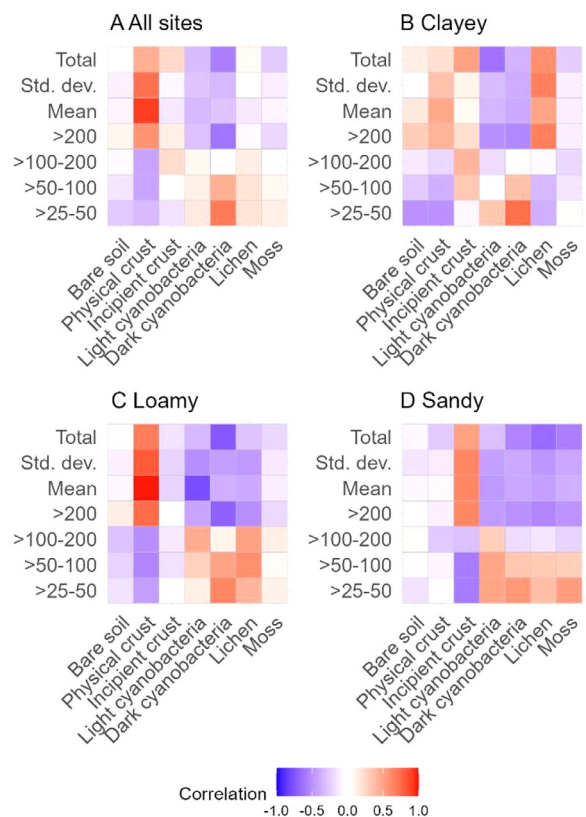 A All sites
Total
Std. dev.
Mean
>200
>100-200
>50-100
>25-50
Bare soil
Physical crust
Incipient crust
Light cyanobacteria
Dark cyanobacteria
Lichen
Moss
B Clayey
Total
Std. dev.
Mean
>200
>100-200
>50-100
>25-50
Bare soil
Physical crust
Incipient crust
Light cyanobacteria
Dark cyanobacteria
Lichen
Moss
C Loamy
Total
Std. dev.
Mean
>200
>100-200
>50-100
>25-50
Bare soil
Physical crust
Incipient crust
Light cyanobacteria
Dark cyanobacteria
Lichen
Moss
D Sandy
Total
Std. dev.
Mean
>200
>100-200
>50-100
>25-50
Bare soil
Physical crust
Incipient crust
Light cyanobacteria
Dark cyanobacteria
Lichen
Moss
Correlation
-1.0 -0.5 0.0 0.5 1.0